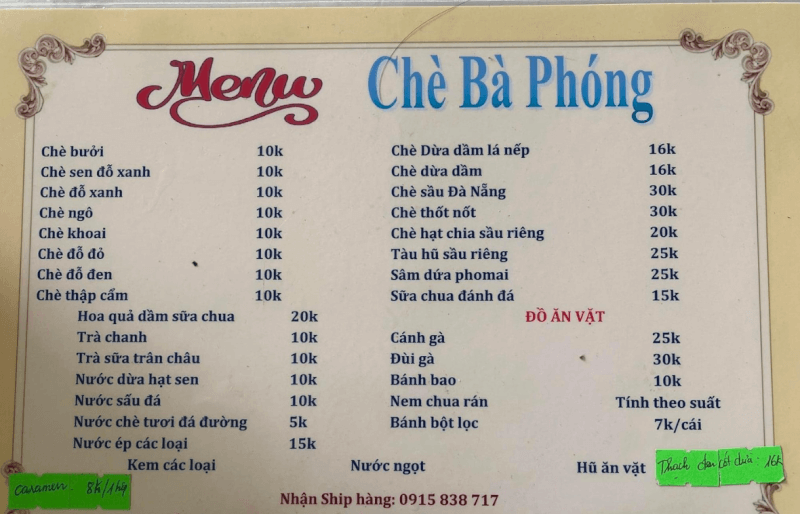 Menu Chè Bà Phóng
Chè bưởi 10k
Chè sen đỗ xanh 10k
Chè đỗ xanh 10k
Chè ngô 10k
Chè khoai 10k
Chè đỗ đỏ 10k
Chè đỗ đen 10k
Chè thập cẩm 10k
Hoa quả dầm sữa chua 20k
Trà chanh 10k
Trà sữa trân châu 10k
Nước dừa hạt sen 10k
Nước sấu đá 10k
Nước chè tươi đá đường 5k
Nước ép các loại 15k
Chè Dừa dầm lá nếp 16k
Chè dừa dầm 16k
Chè sầu Đà Nẵng 30k
Chè thốt nốt 30k
Chè hạt chia sầu riêng 20k
Tàu hũ sầu riêng 25k
Sâm dứa phomai 25k
Sữa chua đánh đá 15k
ĐỒ ĂN VẶT
Cánh gà 25k
Đùi gà 30k
Bánh bao 10k
Nem chua rán Tính theo suất
Bánh bột lọc 7k/cái
Kem các loại Nước ngọt Hũ ăn vặt
Thạch đen cốt dừa: 16k
caramen. 8k/1 hộp
Nhận Ship hàng: 0915 838 717